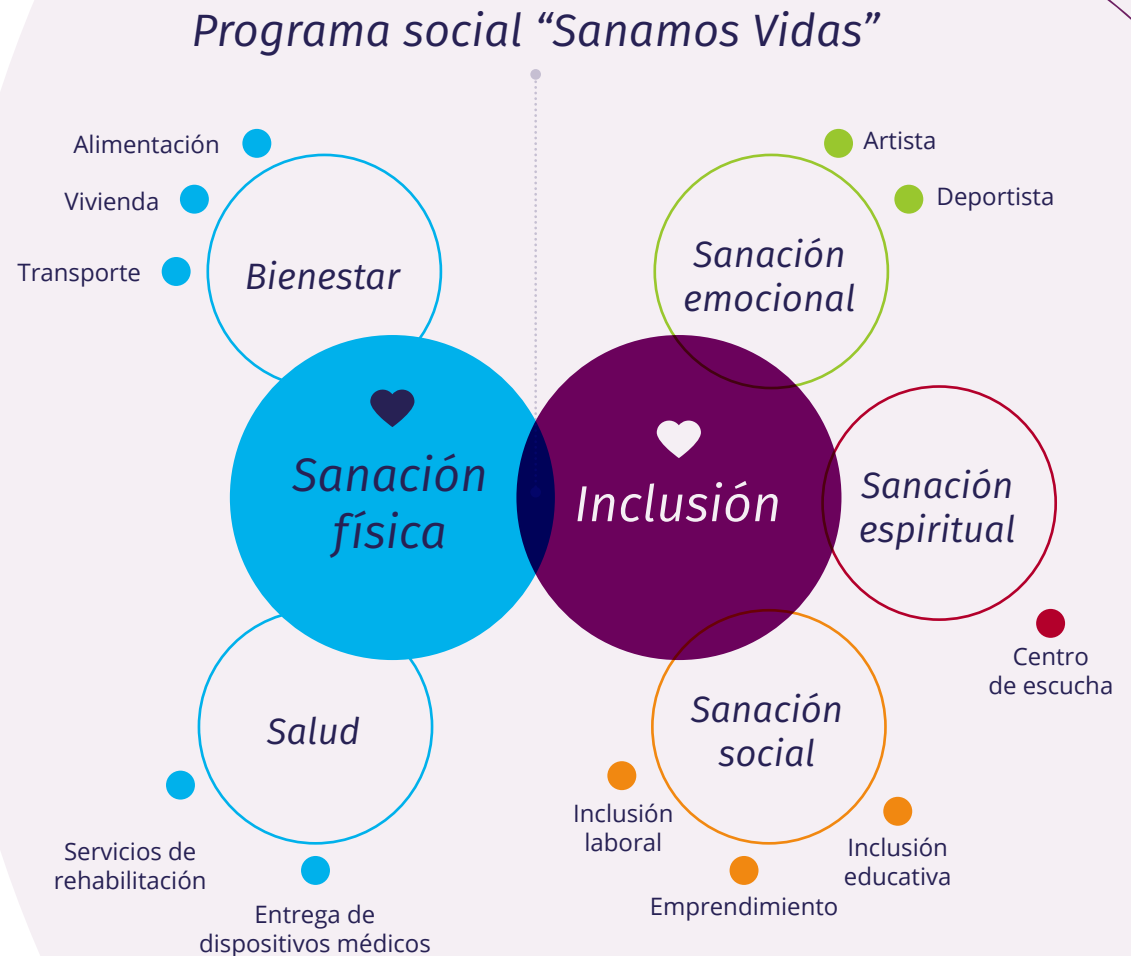 Programa social “Sanamos Vidas”
Alimentación
Vivienda
Transporte
Bienestar
Artista
Deportista
Sanación
emocional
Sanación
física
Inclusión
Sanación
espiritual
Centro
de escucha
Salud
Servicios de
rehabilitación
Entrega de
dispositivos médicos
Sanación
social
Inclusión
laboral
Emprendimiento
Inclusión
educativa